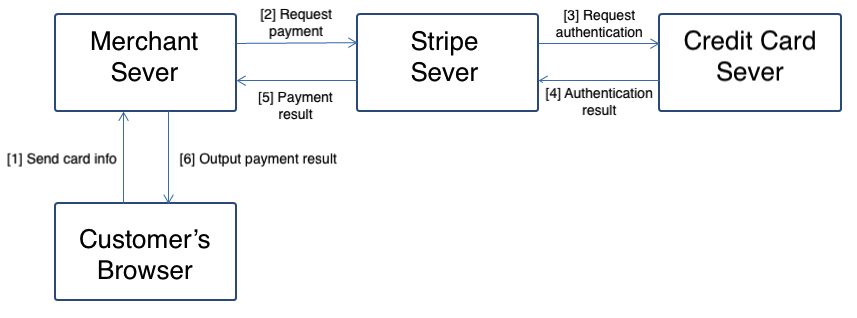 [2] Request
payment
[3] Request
authentication
Merchant
Sever
Stripe
Sever
Credit Card
Sever
[5] Payment
result
[4] Authentication
result
[1] Send card info
[6] Output payment result
Customer’s
Browser